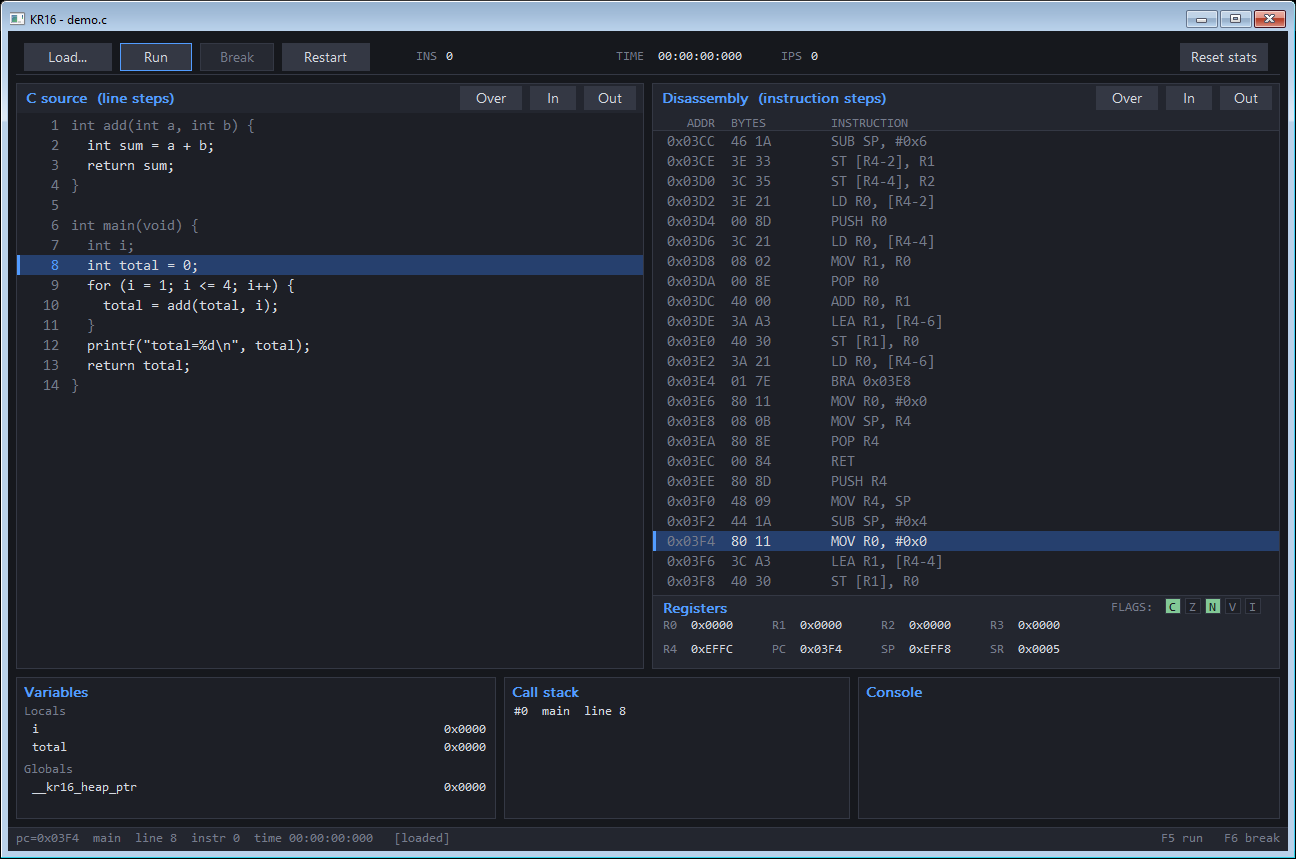 KR16 - demo.c
Load... Run Break Restart INS 0 TIME 00:00:00:000 IPS 0 Reset stats
C source (line steps) Over In Out
1 int add(int a, int b) {
2 int sum = a + b;
3 return sum;
4 }
5
6 int main(void) {
7 int i;
8 int total = 0;
9 for (i = 1; i <= 4; i++) {
10 total = add(total, i);
11 }
12 printf("total=%d\n", total);
13 return total;
14 }
Disassembly (instruction steps) Over In Out
ADDR BYTES INSTRUCTION
0x03CC 46 1A SUB SP, #0x6
0x03CE 3E 33 ST [R4-2], R1
0x03D0 3C 35 ST [R4-4], R2
0x03D2 3E 21 LD R0, [R4-2]
0x03D4 00 8D PUSH R0
0x03D6 3C 21 LD R0, [R4-4]
0x03D8 08 02 MOV R1, R0
0x03DA 00 8E POP R0
0x03DC 40 00 ADD R0, R1
0x03DE 3A A3 LEA R1, [R4-6]
0x03E0 40 30 ST [R1], R0
0x03E2 3A 21 LD R0, [R4-6]
0x03E4 01 7E BRA 0x03E8
0x03E6 80 11 MOV R0, #0x0
0x03E8 08 0B MOV SP, R4
0x03EA 80 8E POP R4
0x03EC 00 84 RET
0x03EE 80 8D PUSH R4
0x03F0 48 09 MOV R4, SP
0x03F2 44 1A SUB SP, #0x4
0x03F4 80 11 MOV R0, #0x0
0x03F6 3C A3 LEA R1, [R4-4]
0x03F8 40 30 ST [R1], R0
Registers FLAGS: C Z N V I
R0 0x0000 R1 0x0000 R2 0x0000 R3 0x0000
R4 0xEFFC PC 0x03F4 SP 0xEFF8 SR 0x0005
Variables
Locals
i 0x0000
total 0x0000
Globals
__kr16_heap_ptr 0x0000
Call stack
#0 main line 8
Console
pc=0x03F4 main line 8 instr 0 time 00:00:00:000 [loaded] F5 run F6 break